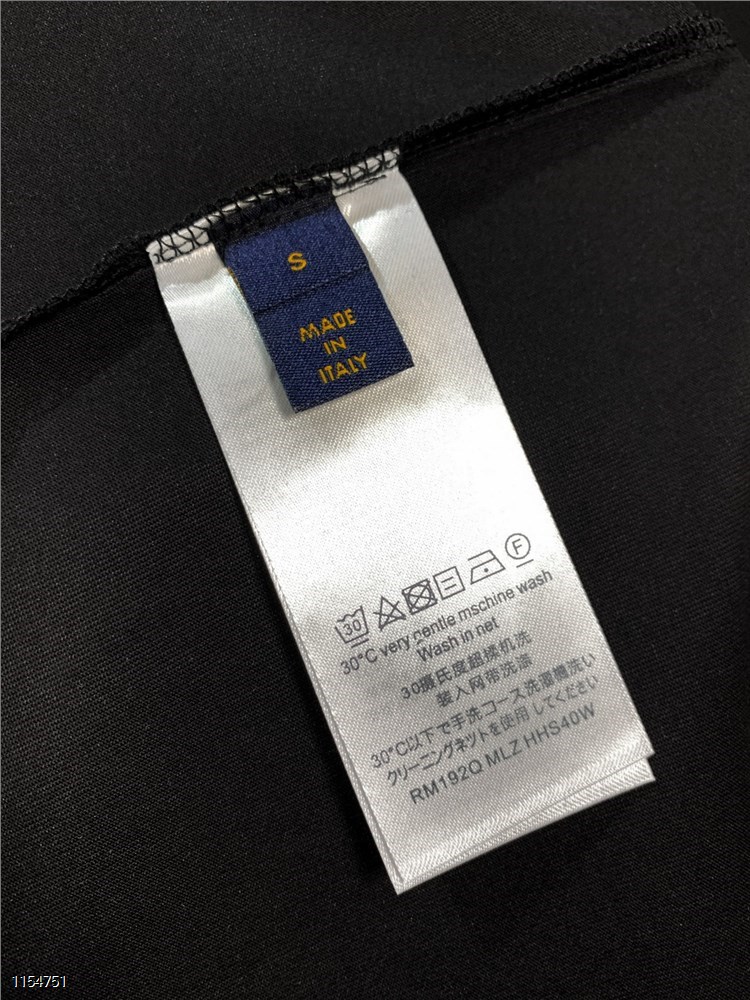 S
MADE
IN
ITALY
30
F
30°C very gentle mschine wash
Wash in net
30摄氏度超揉机洗
装入网带洗涤
30°C以下で手洗コース洗濯機洗い
クリーニングネットを使用してください
RM192Q MLZ HHS40W
1154751